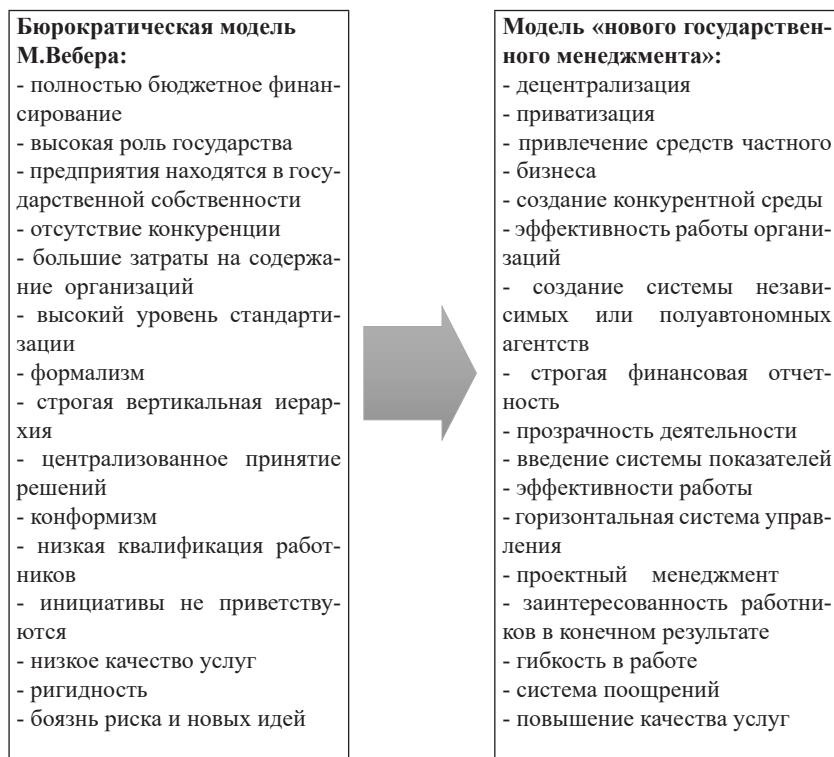 Бюрократическая модель
М.Вебера:
- полностью бюджетное финан-
сирование
- высокая роль государства
- предприятия находятся в госу-
дарственной собственности
- отсутствие конкуренции
- большие затраты на содержа-
ние организаций
- высокий уровень стандарти-
зации
- формализм
- строгая вертикальная иерар-
хия
- централизованное принятие
решений
- конформизм
- низкая квалификация работ-
ников
- инициативы не приветству-
ются
- низкое качество услуг
- ригидность
- боязнь риска и новых идей
Модель «нового государствен-
ного менеджмента»:
- децентрализация
- приватизация
- привлечение средств частного
- бизнеса
- создание конкурентной среды
- эффективность работы органи-
заций
- создание системы незави-
симых или полуавтономных
агентств
- строгая финансовая отчет-
ность
- прозрачность деятельности
- введение системы показателей
- эффективности работы
- горизонтальная система управ-
ления
- проектный менеджмент
- заинтересованность работни-
ков в конечном результате
- гибкость в работе
- система поощрений
- повышение качества услуг